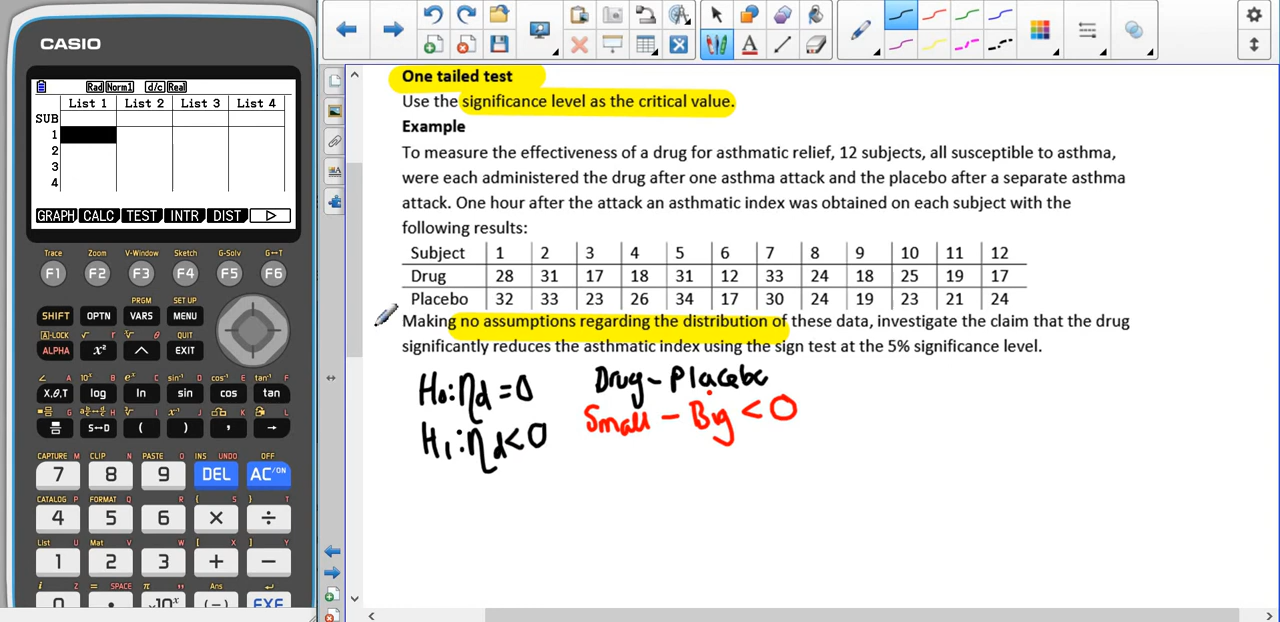 CASIO
Rad Norm1 d/c Real
List 1 List 2 List 3 List 4
SUB
1
2
3
4
GRAPH CALC TEST INTR DIST ▷
Trace Zoom V-Window Sketch G-Solv G↔T
F1 F2 F3 F4 F5 F6
PRGM SET UP
SHIFT OPTN VARS MENU
A-LOCK √ r θ QUIT
ALPHA x² ^ EXIT
∠ A 10ˣ B eˣ C sin⁻¹ D cos⁻¹ E tan⁻¹ F
X,θ,T log ln sin cos tan
S↔D ( ) , →
CAPTURE M CLIP N PASTE O INS UNDO OFF
7 8 9 DEL AC/ON
CATALOG P FORMAT Q R { S } T
4 5 6 × ÷
List U Mat V W [ X ] Y
1 2 3 + −
i Z = SPACE π " Ans
0 . ×10ˣ (−) EXE
One tailed test
Use the significance level as the critical value.
Example
To measure the effectiveness of a drug for asthmatic relief, 12 subjects, all susceptible to asthma,
were each administered the drug after one asthma attack and the placebo after a separate asthma
attack. One hour after the attack an asthmatic index was obtained on each subject with the
following results:
Subject 1 2 3 4 5 6 7 8 9 10 11 12
Drug 28 31 17 18 31 12 33 24 18 25 19 17
Placebo 32 33 23 26 34 17 30 24 19 23 21 24
Making no assumptions regarding the distribution of these data, investigate the claim that the drug
significantly reduces the asthmatic index using the sign test at the 5% significance level.
H₀: ηd = 0 Drug - Placebo
H₁: ηd < 0 Small - Big < 0